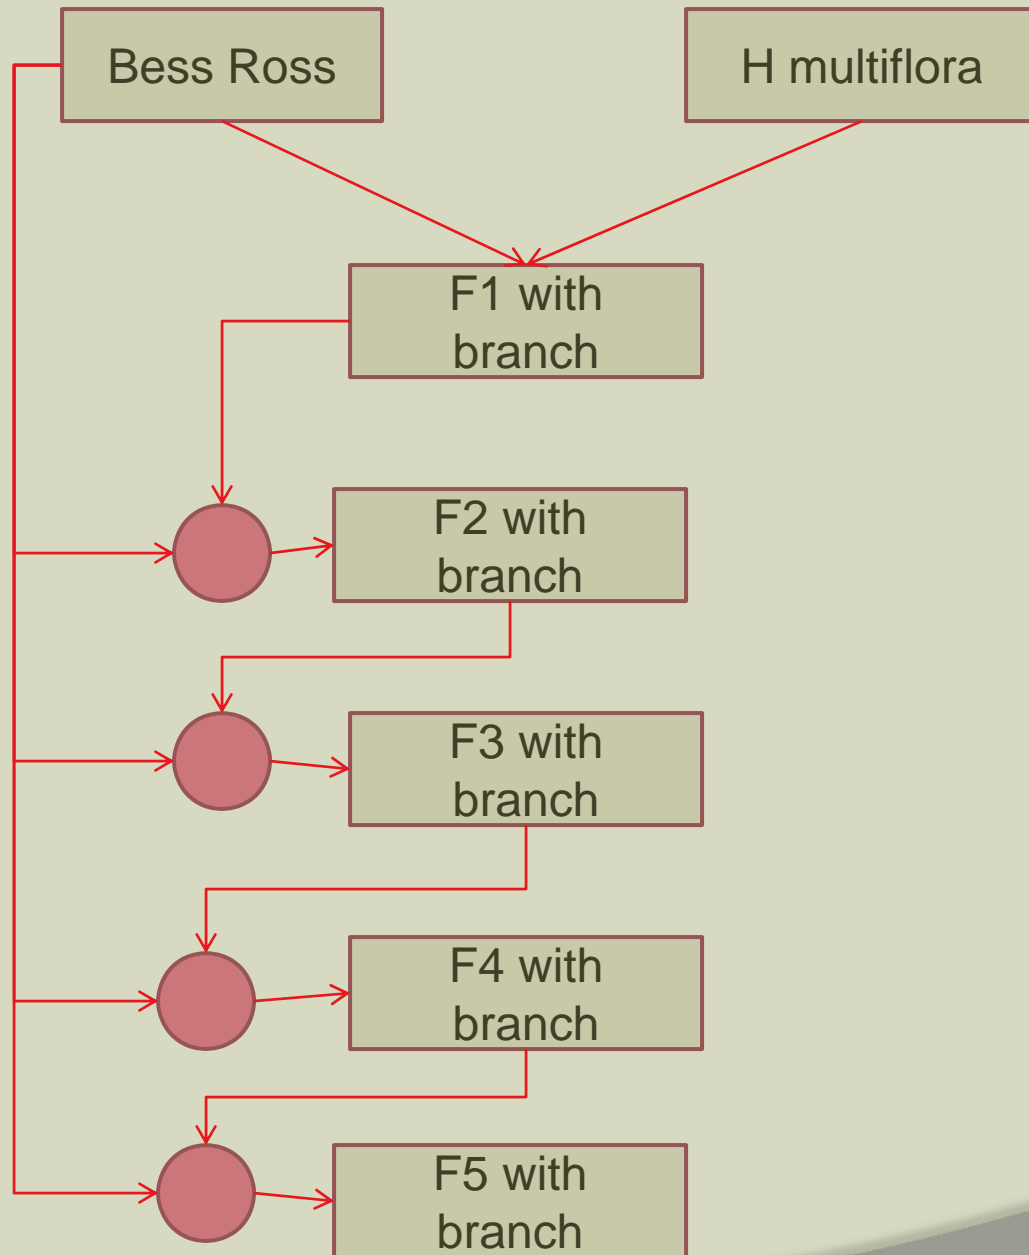 Bess Ross
H multiflora
F1 with
branch
F2 with
branch
F3 with
branch
F4 with
branch
F5 with
branch